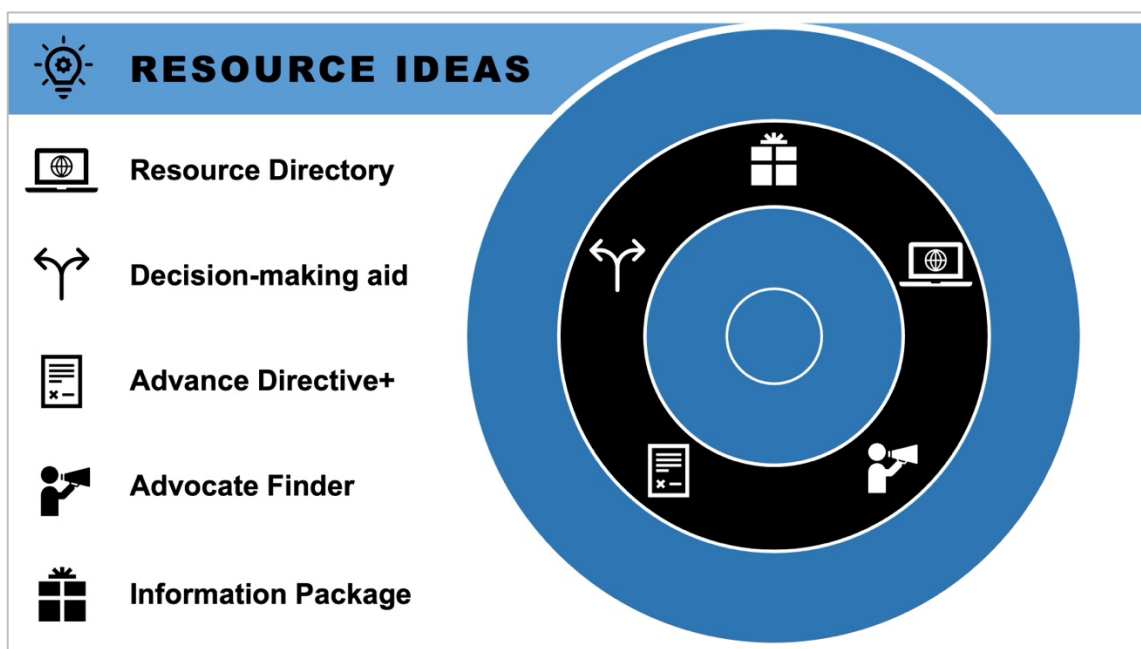 RESOURCE IDEAS
Resource Directory
Decision-making aid
Advance Directive+
Advocate Finder
Information Package